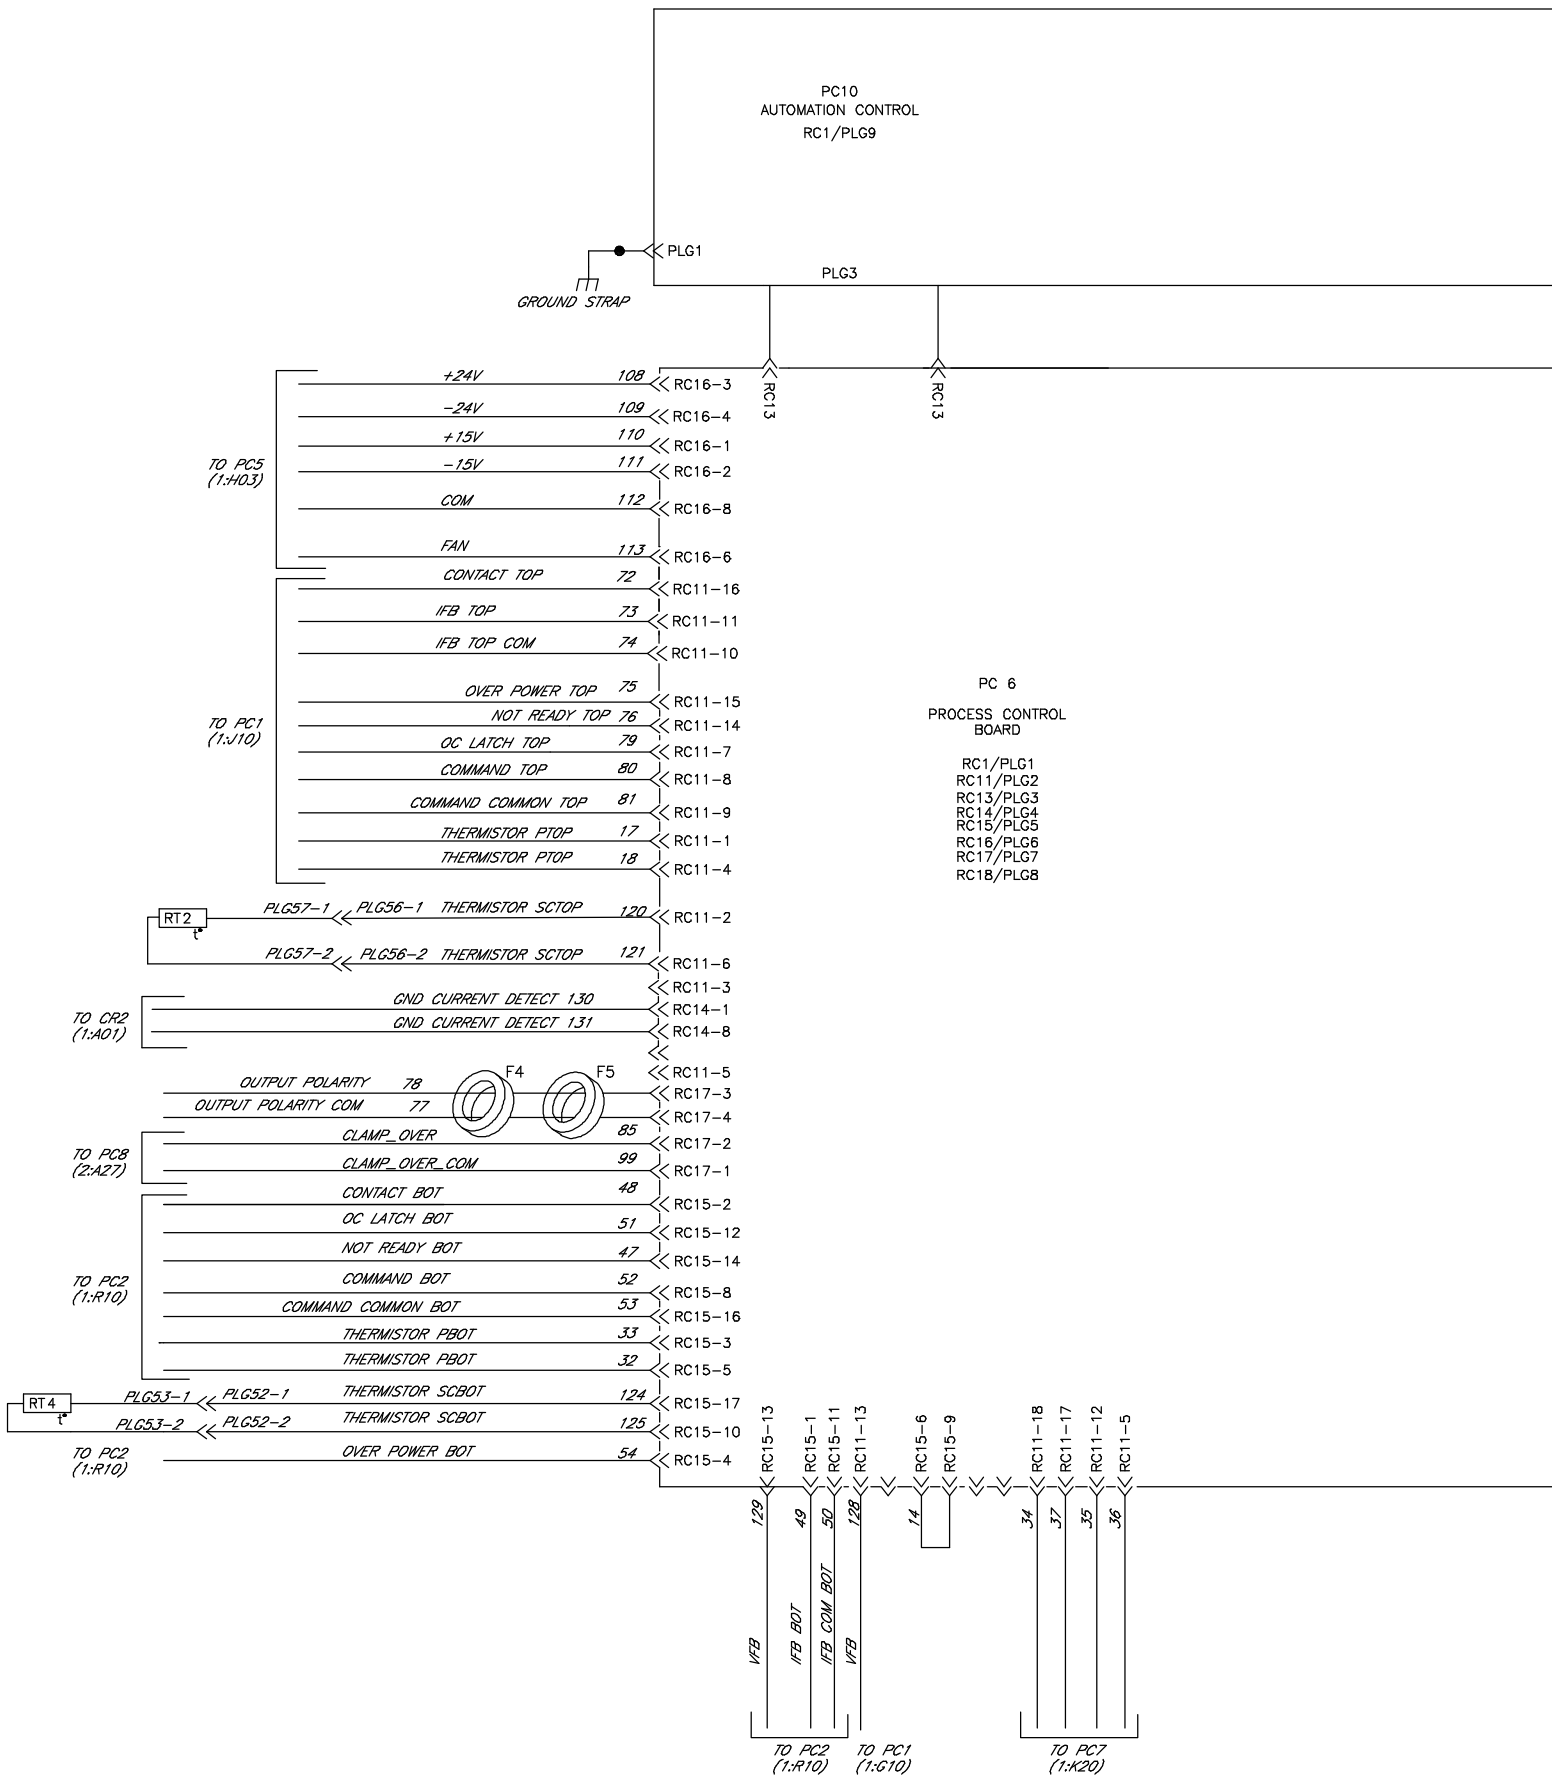 PC10
AUTOMATION CONTROL
RC1/PLG9
PLG1
PLG3
GROUND STRAP
RC13
RC13
TO PC5
(1:H03)
+24V 108 RC16-3
-24V 109 RC16-4
+15V 110 RC16-1
-15V 111 RC16-2
COM 112 RC16-8
FAN 113 RC16-6
TO PC1
(1:J10)
CONTACT TOP 72 RC11-16
IFB TOP 73 RC11-11
IFB TOP COM 74 RC11-10
OVER POWER TOP 75 RC11-15
NOT READY TOP 76 RC11-14
OC LATCH TOP 79 RC11-7
COMMAND TOP 80 RC11-8
COMMAND COMMON TOP 81 RC11-9
THERMISTOR PTOP 17 RC11-1
THERMISTOR PTOP 18 RC11-4
PC 6
PROCESS CONTROL
BOARD
RC1/PLG1
RC11/PLG2
RC13/PLG3
RC14/PLG4
RC15/PLG5
RC16/PLG6
RC17/PLG7
RC18/PLG8
RT2
t°
PLG57-1 PLG56-1 THERMISTOR SCTOP 120 RC11-2
PLG57-2 PLG56-2 THERMISTOR SCTOP 121 RC11-6
RC11-3
TO CR2
(1:A01)
GND CURRENT DETECT 130 RC14-1
GND CURRENT DETECT 131 RC14-8
RC11-5
F4
F5
OUTPUT POLARITY 78 RC17-3
OUTPUT POLARITY COM 77 RC17-4
TO PC8
(2:A27)
CLAMP_OVER 85 RC17-2
CLAMP_OVER_COM 99 RC17-1
TO PC2
(1:R10)
CONTACT BOT 48 RC15-2
OC LATCH BOT 51 RC15-12
NOT READY BOT 47 RC15-14
COMMAND BOT 52 RC15-8
COMMAND COMMON BOT 53 RC15-16
THERMISTOR PBOT 33 RC15-3
THERMISTOR PBOT 32 RC15-5
RT4
t°
PLG53-1 PLG52-1 THERMISTOR SCBOT 124 RC15-17
PLG53-2 PLG52-2 THERMISTOR SCBOT 125 RC15-10
TO PC2
(1:R10)
OVER POWER BOT 54 RC15-4
RC15-13 129 VFB
RC15-1 49 IFB BOT
RC15-11 50 IFB COM BOT
RC11-13 128 VFB
RC15-6 14
RC15-9
RC11-18 34
RC11-17 37
RC11-12 35
RC11-5 36
TO PC2
(1:R10)
TO PC1
(1:G10)
TO PC7
(1:K20)